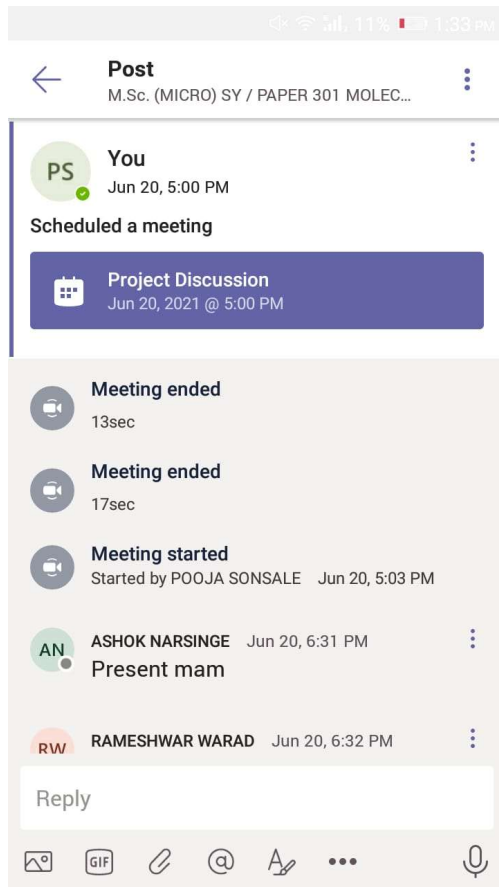 11% 1:33 PM
Post
M.Sc. (MICRO) SY / PAPER 301 MOLEC...
PS
You
Jun 20, 5:00 PM
Scheduled a meeting
Project Discussion
Jun 20, 2021 @ 5:00 PM
Meeting ended
13sec
Meeting ended
17sec
Meeting started
Started by POOJA SONSALE Jun 20, 5:03 PM
AN
ASHOK NARSINGE Jun 20, 6:31 PM
Present mam
RW
RAMESHWAR WARAD Jun 20, 6:32 PM
Reply
GIF
@
A